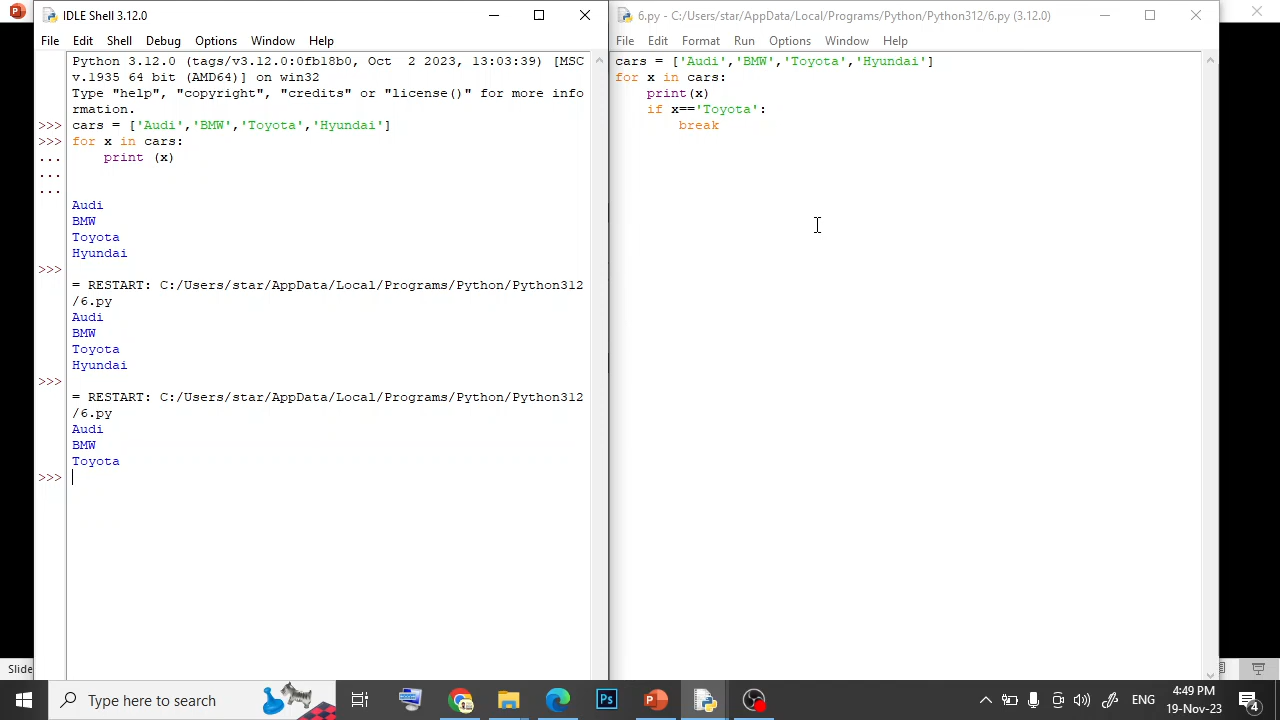 IDLE Shell 3.12.0
File Edit Shell Debug Options Window Help
Python 3.12.0 (tags/v3.12.0:0fb18b0, Oct  2 2023, 13:03:39) [MSC
v.1935 64 bit (AMD64)] on win32
Type "help", "copyright", "credits" or "license()" for more info
rmation.
>>> cars = ['Audi','BMW','Toyota','Hyundai']
>>> for x in cars:
...     print (x)
...
...
Audi
BMW
Toyota
Hyundai
>>>
= RESTART: C:/Users/star/AppData/Local/Programs/Python/Python312
/6.py
Audi
BMW
Toyota
Hyundai
>>>
= RESTART: C:/Users/star/AppData/Local/Programs/Python/Python312
/6.py
Audi
BMW
Toyota
>>>
6.py - C:/Users/star/AppData/Local/Programs/Python/Python312/6.py (3.12.0)
File Edit Format Run Options Window Help
cars = ['Audi','BMW','Toyota','Hyundai']
for x in cars:
    print(x)
    if x=='Toyota':
        break
Slide
Type here to search
Ps
ENG
4:49 PM
19-Nov-23
4